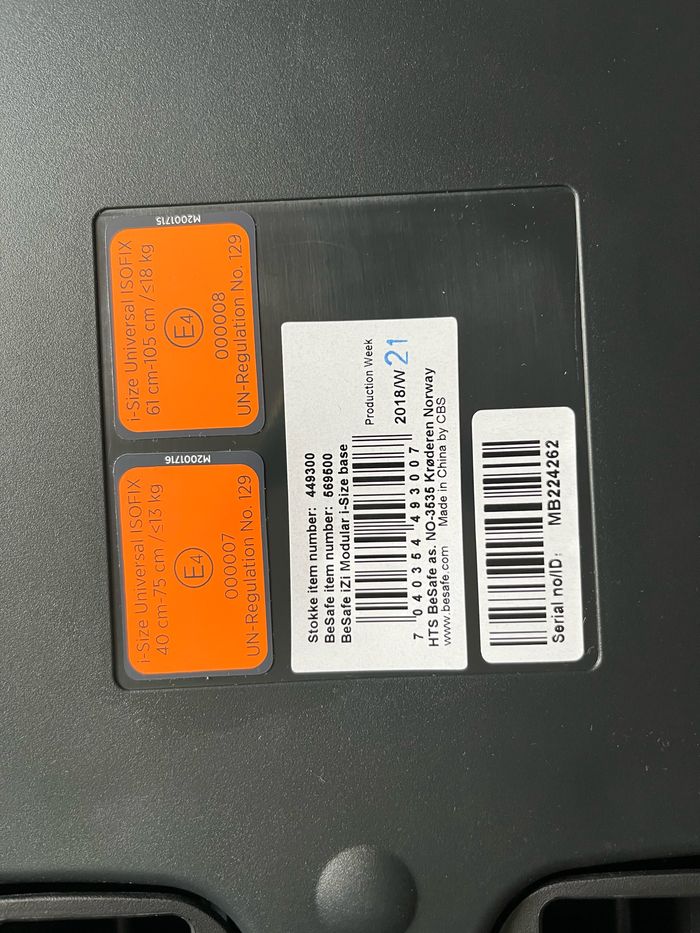 i-Size Universal ISOFIX
40 cm-75 cm /≤13 kg
E4
000007
UN-Regulation No. 129
M2001716
i-Size Universal ISOFIX
61 cm-105 cm /≤18 kg
E4
000008
UN-Regulation No. 129
M2001715
Stokke item number: 449300
BeSafe item number: 569500
BeSafe iZi Modular i-Size base
Production Week
2018/W 21
7 040354 493007
HTS BeSafe as. NO-3535 Krøderen Norway
www.besafe.com Made in China by CBS
Serial no/ID: MB224262